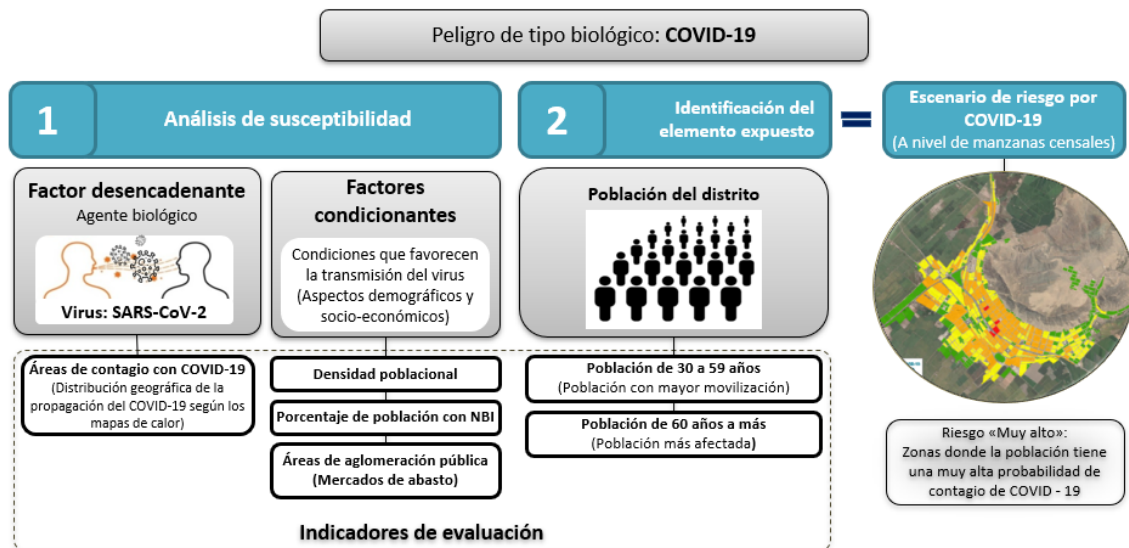 Peligro de tipo biológico: COVID-19
1
Análisis de susceptibilidad
2
Identificación del
elemento expuesto
=
Escenario de riesgo por
COVID-19
(A nivel de manzanas censales)
Factor desencadenante
Agente biológico
Virus: SARS-CoV-2
Factores
condicionantes
Condiciones que favorecen
la transmisión del virus
(Aspectos demográficos y
socio-económicos)
Población del distrito
Áreas de contagio con COVID-19
(Distribución geográfica de la
propagación del COVID-19 según los
mapas de calor)
Densidad poblacional
Porcentaje de población con NBI
Áreas de aglomeración pública
(Mercados de abasto)
Población de 30 a 59 años
(Población con mayor movilización)
Población de 60 años a más
(Población más afectada)
Indicadores de evaluación
Riesgo «Muy alto»:
Zonas donde la población tiene
una muy alta probabilidad de
contagio de COVID - 19